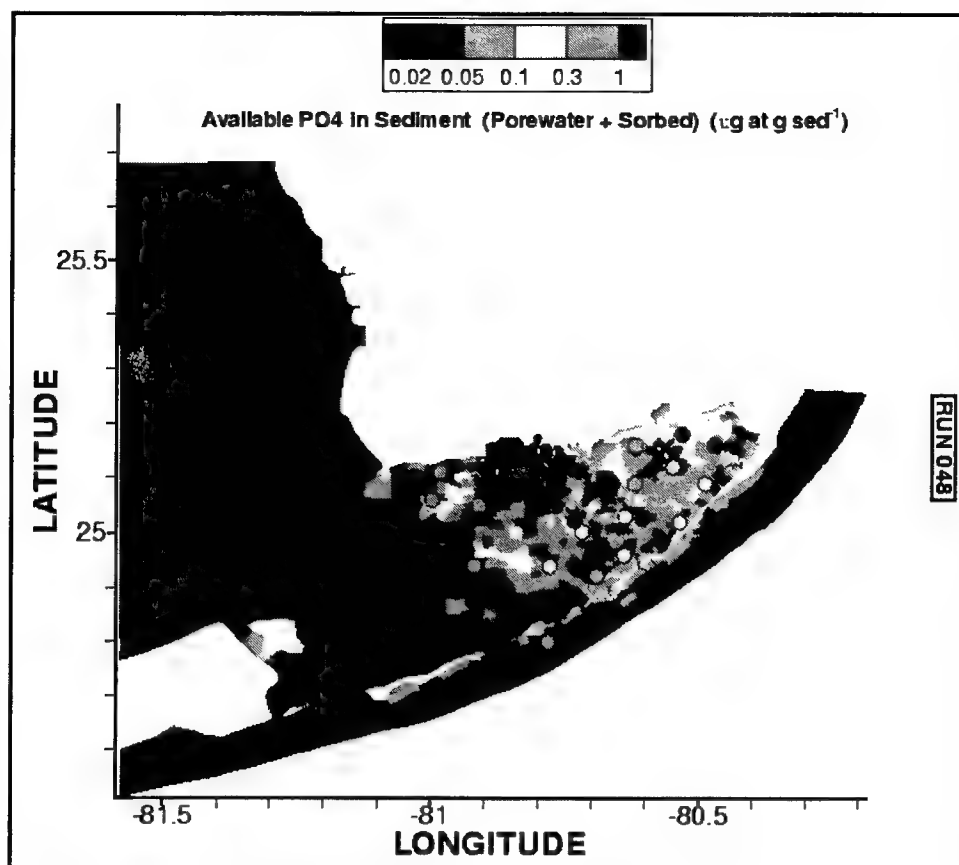 0.02 0.05 0.1 0.3 1
Available PO4 in Sediment (Porewater + Sorbed) (ιg at g sed⁻¹)
25.5
25
LATITUDE
RUN 048
-81.5 -81 -80.5
LONGITUDE